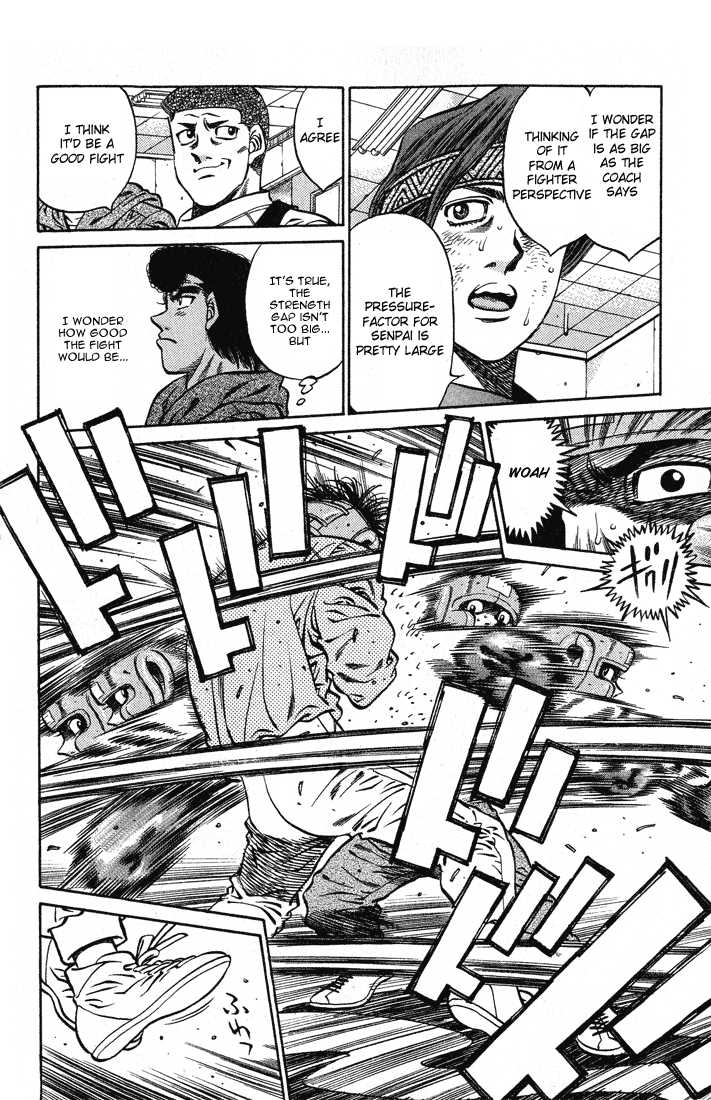 I WONDER
IF THE GAP
IS AS BIG
AS THE
COACH
SAYS
THINKING
OF IT
FROM A
FIGHTER
PERSPECTIVE
THE
PRESSURE-
FACTOR FOR
SENPAI IS
PRETTY LARGE
I
AGREE
I THINK
IT'D BE A
GOOD FIGHT
IT'S TRUE,
THE
STRENGTH
GAP ISN'T
TOO BIG...
BUT
I WONDER
HOW GOOD
THE FIGHT
WOULD BE...
WOAH
ギクリ
ドドドド
ドドドド